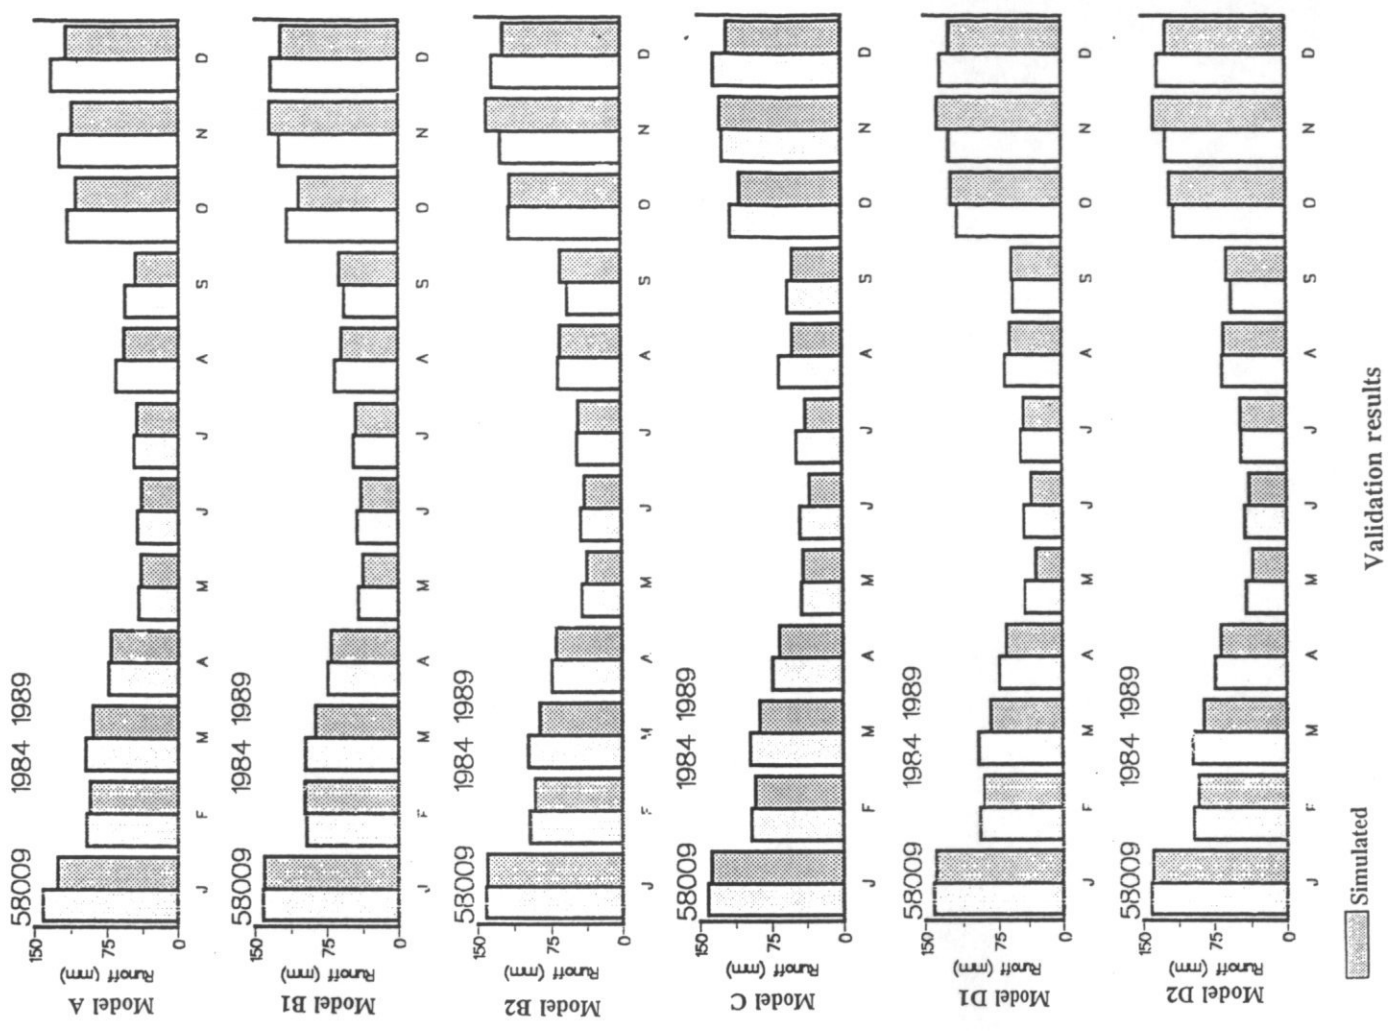 Model A
Runoff (mm)
150 75 0
58009 1984 1989
J F M A M J J A S O N D
Model B1
Runoff (mm)
150 75 0
58009 1984 1989
J F M A M J J A S O N D
Model B2
Runoff (mm)
150 75 0
58009 1984 1989
J F M A M J J A S O N D
Model C
Runoff (mm)
150 75 0
58009 1984 1989
J F M A M J J A S O N D
Model D1
Runoff (mm)
150 75 0
58009 1984 1989
J F M A M J J A S O N D
Model D2
Runoff (mm)
150 75 0
58009 1984 1989
J F M A M J J A S O N D
Simulated
Validation results